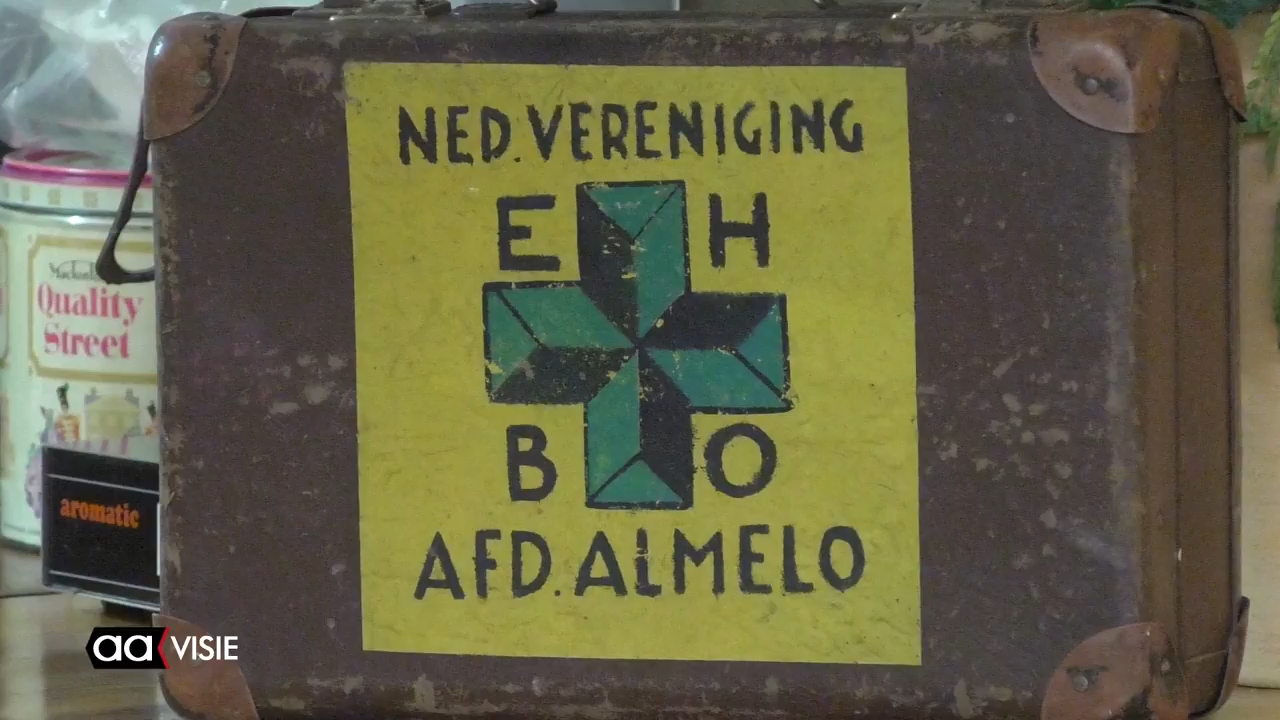 NED. VERENIGING
E H
B O
AFD. ALMELO
Quality
Street
aromatic
aa VISIE